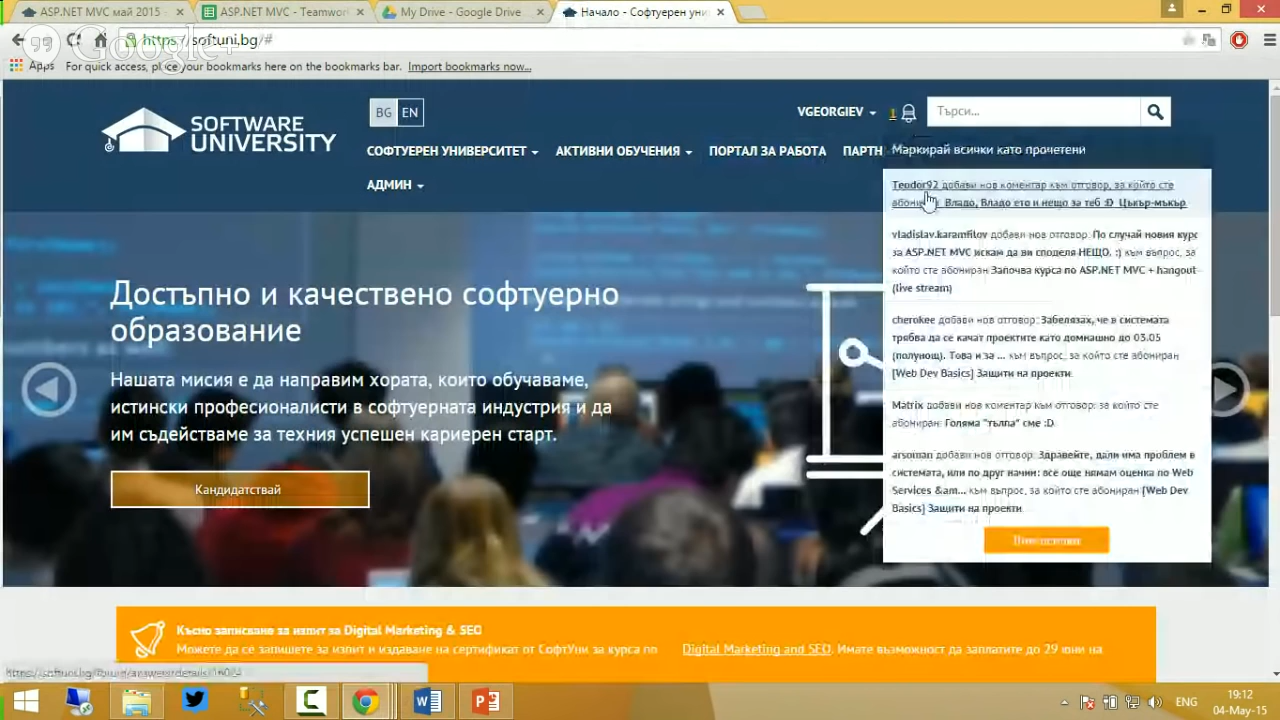 ASP.NET MVC май 2015 -
ASP.NET MVC - Teamwor
My Drive - Google Drive
Начало - Софтуерен уни
Google+
https://softuni.bg/#
Apps
For quick access, place your bookmarks here on the bookmarks bar. Import bookmarks now...
SOFTWARE
UNIVERSITY
BG EN
VGEORGIEV
1
Търси...
СОФТУЕРЕН УНИВЕРСИТЕТ
АКТИВНИ ОБУЧЕНИЯ
ПОРТАЛ ЗА РАБОТА
ПАРТН
АДМИН
Маркирай всички като прочетени
Teodor92 добави нов коментар към отговор, за който сте
Владо, Владо ето и нещо за теб :D Цъкър-мъкър
vladislav.karamfilov добави нов отговор: По случай новия курс
за ASP.NET MVC искам да ви споделя НЕЩО. :) към въпрос, за
който сте абониран Започва курса по ASP.NET MVC + hangout
(live stream)
cherokee добави нов отговор: Забелязах, че в системата
трябва да се качат проектите като домашно до 03.05
(полунощ). Това и за ... към въпрос, за който сте абониран
[Web Dev Basics] Защити на проекти.
Matrix добави нов коментар към отговор: за който сте
абониран: Голяма "тълпа" сме :D
arsoman добави нов отговор: Здравейте, дали има проблем в
системата, или по друг начин: все още нямам оценка по Web
Services &am... към въпрос, за който сте абониран [Web Dev
Basics] Защити на проекти.
Достъпно и качествено софтуерно
образование
Нашата мисия е да направим хората, които обучаваме,
истински професионалисти в софтуерната индустрия и да
им съдействаме за техния успешен кариерен старт.
Кандидатствай
Късно записване за изпит за Digital Marketing & SEO
Можете да се запишете за изпит и издаване на сертификат от СофтУни за курса по Digital Marketing and SEO. Имате възможност да заплатите до 29 юни на
ENG
19:12
04-May-15